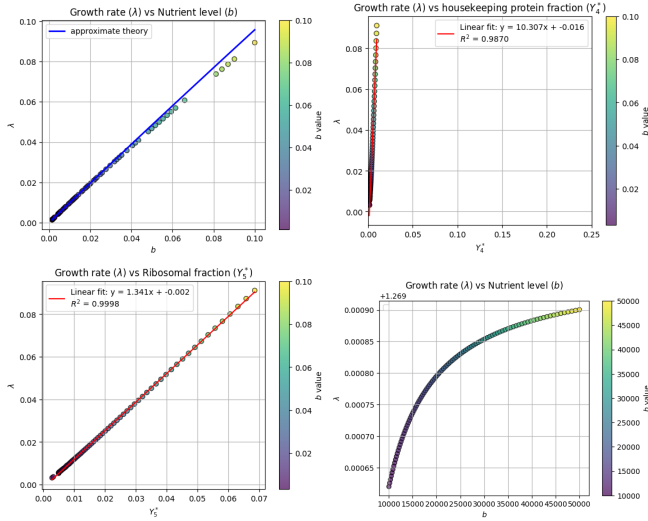 Growth rate (λ) vs Nutrient level (b)
approximate theory
λ
0.10
0.08
0.06
0.04
0.02
0.00
0.00 0.02 0.04 0.06 0.08 0.10
b
0.10
0.08
0.06
0.04
0.02
b value
Growth rate (λ) vs housekeeping protein fraction (Y₄*)
Linear fit: y = 10.307x + -0.016
R² = 0.9870
λ
0.08
0.06
0.04
0.02
0.00
0.00 0.05 0.10 0.15 0.20 0.25
Y₄*
0.10
0.08
0.06
0.04
0.02
b value
Growth rate (λ) vs Ribosomal fraction (Y₅*)
Linear fit: y = 1.341x + -0.002
R² = 0.9998
λ
0.08
0.06
0.04
0.02
0.00
0.00 0.01 0.02 0.03 0.04 0.05 0.06 0.07
Y₅*
0.10
0.08
0.06
0.04
0.02
b value
Growth rate (λ) vs Nutrient level (b)
+1.269
λ
0.00090
0.00085
0.00080
0.00075
0.00070
0.00065
10000 15000 20000 25000 30000 35000 40000 45000 50000
b
50000
45000
40000
35000
30000
25000
20000
15000
10000
b value